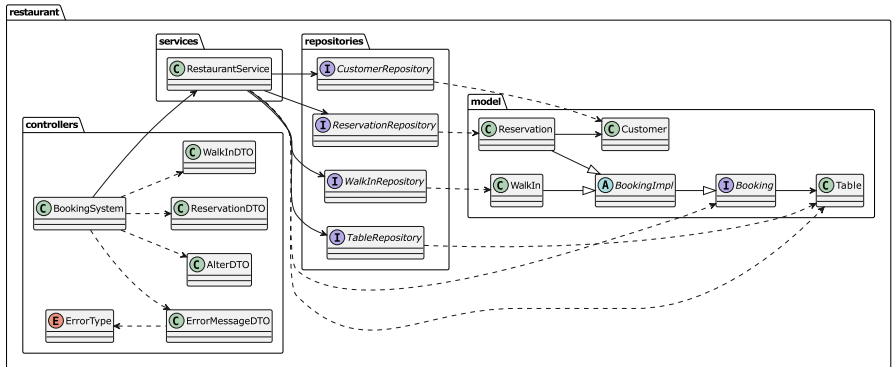 restaurant
services
C RestaurantService
repositories
I CustomerRepository
I ReservationRepository
I WalkInRepository
I TableRepository
model
C Reservation
C Customer
C WalkIn
A BookingImpl
I Booking
C Table
controllers
C WalkInDTO
C BookingSystem
C ReservationDTO
C AlterDTO
E ErrorType
C ErrorMessageDTO